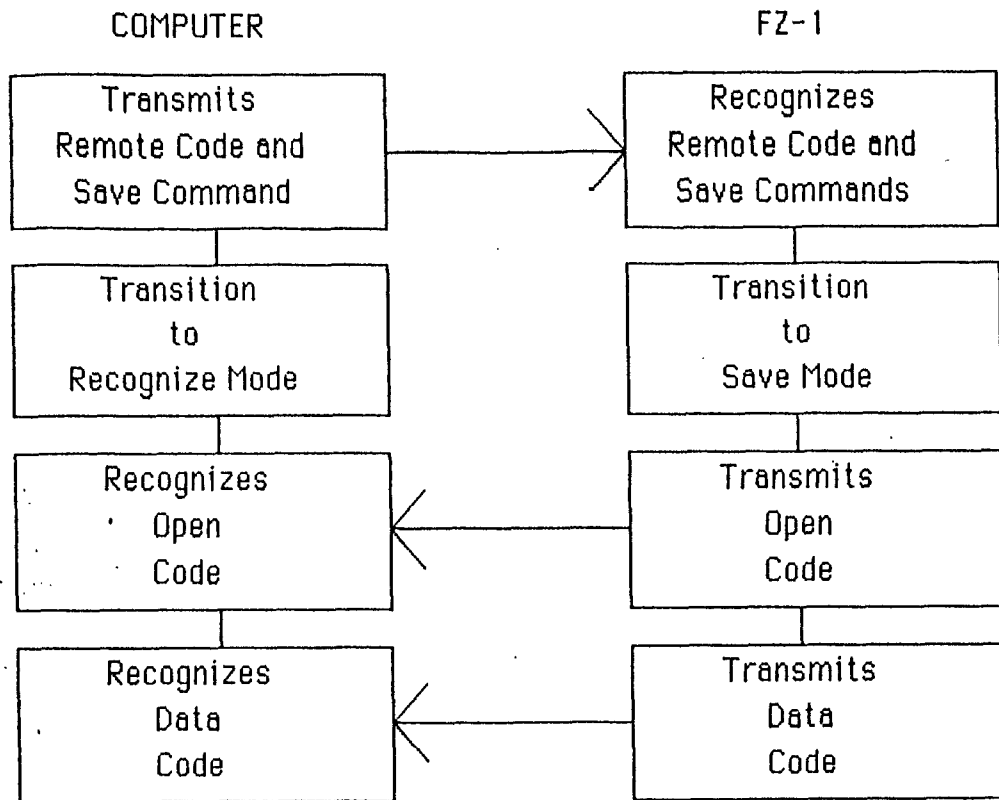 COMPUTER
FZ-1
Transmits
Remote Code and
Save Command
Recognizes
Remote Code and
Save Commands
Transition
to
Recognize Mode
Transition
to
Save Mode
Recognizes
Open
Code
Transmits
Open
Code
Recognizes
Data
Code
Transmits
Data
Code